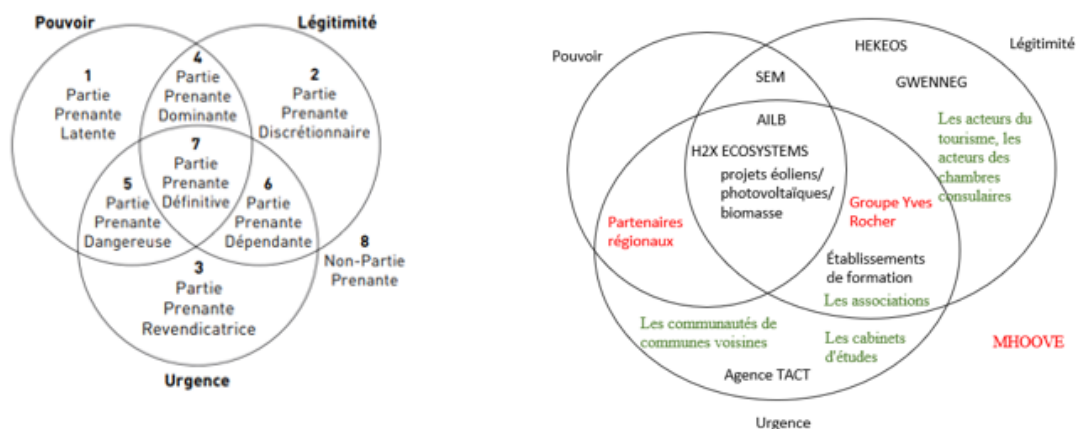 Pouvoir
Légitimité
1
Partie
Prenante
Latente
4
Partie
Prenante
Dominante
2
Partie
Prenante
Discrétionnaire
7
Partie
Prenante
Définitive
5
Partie
Prenante
Dangereuse
6
Partie
Prenante
Dépendante
8
Non-Partie
Prenante
3
Partie
Prenante
Revendicatrice
Urgence
Pouvoir
Légitimité
HEKEOS
SEM
GWENNEG
Les acteurs du
tourisme, les
acteurs des
chambres
consulaires
AILB
H2X ECOSYSTEMS
projets éoliens/
photovoltaïques/
biomasse
Partenaires
régionaux
Groupe Yves
Rocher
Établissements
de formation
Les associations
Les communautés de
communes voisines
Les cabinets
d'études
MHOOVE
Agence TACT
Urgence